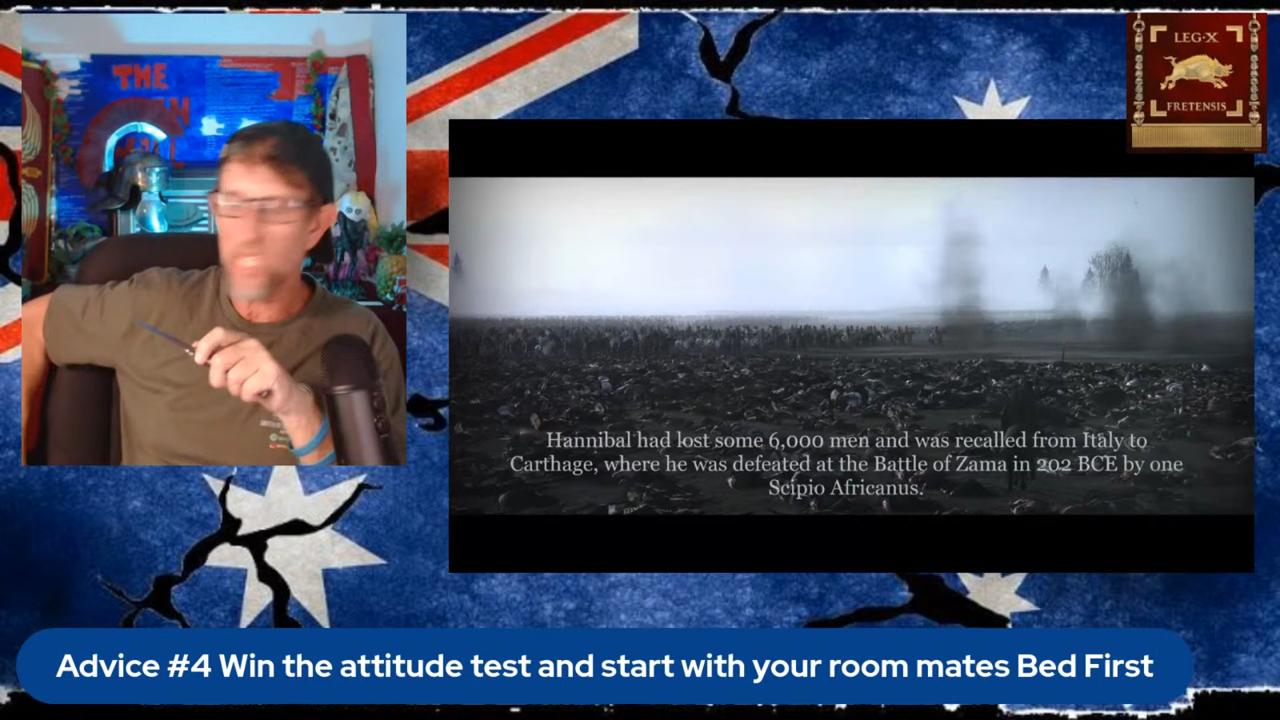 THE
LEG·X
FRETENSIS
Hannibal had lost some 6,000 men and was recalled from Italy to
Carthage, where he was defeated at the Battle of Zama in 202 BCE by one
Scipio Africanus.
Advice #4 Win the attitude test and start with your room mates Bed First